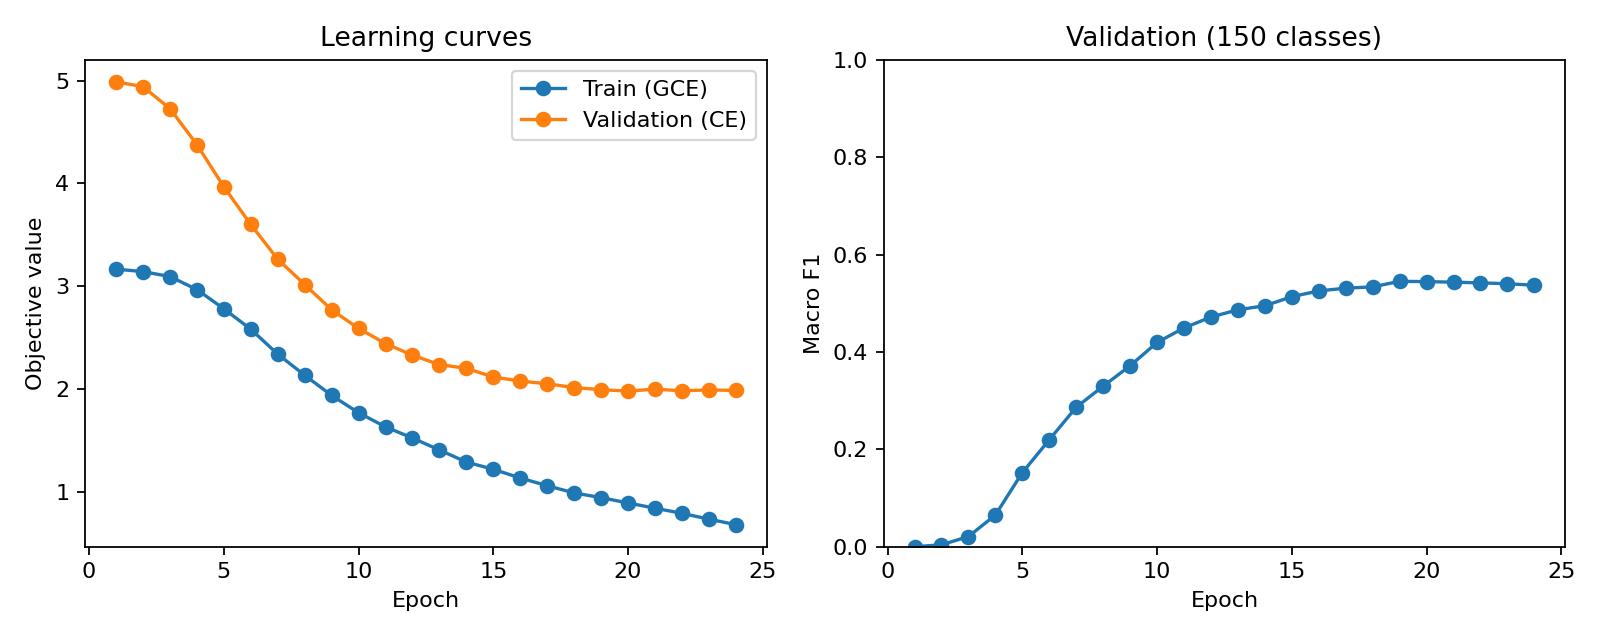 Learning curves
Objective value
5
4
3
2
1
Train (GCE)
Validation (CE)
0 5 10 15 20 25
Epoch
Validation (150 classes)
Macro F1
1.0
0.8
0.6
0.4
0.2
0.0
0 5 10 15 20 25
Epoch